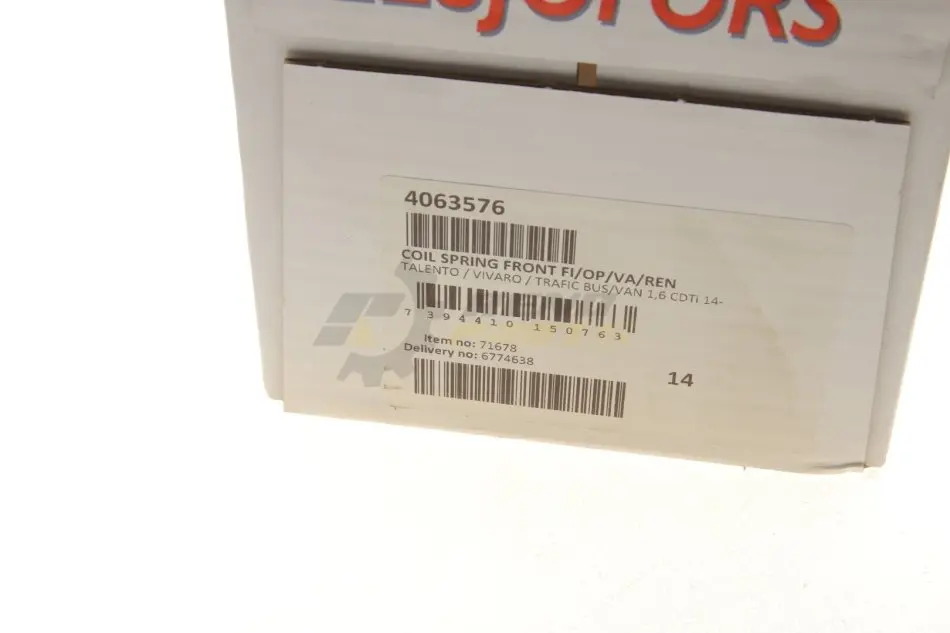 LESJÖFORS
4063576
COIL SPRING FRONT FI/OP/VA/REN
TALENTO / VIVARO / TRAFIC BUS/VAN 1,6 CDTi 14-
7 394410 150763
Item no: 71678
Delivery no: 6774638
14